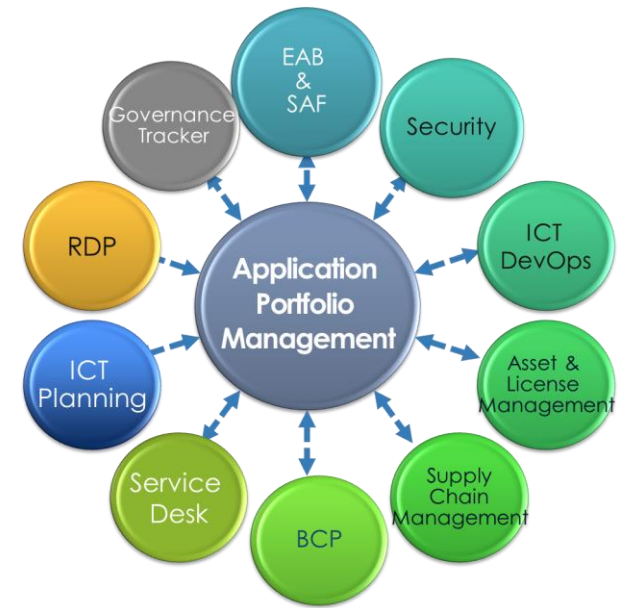 EAB
&
SAF
Security
ICT
DevOps
Asset &
License
Management
Supply
Chain
Management
BCP
Service
Desk
ICT
Planning
RDP
Governance
Tracker
Application
Portfolio
Management